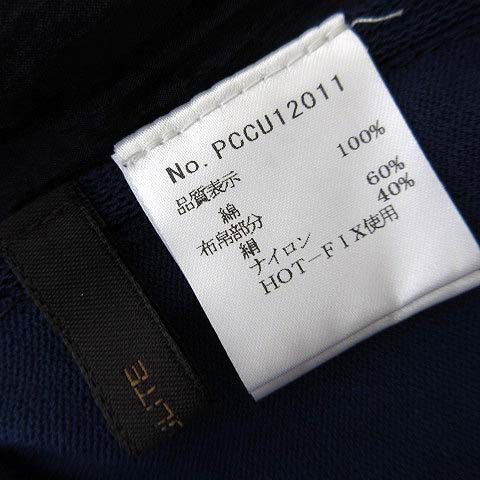 No. PCCU12011
品質表示
綿 100%
布帛部分
絹 60%
ナイロン 40%
HOT-FIX使用